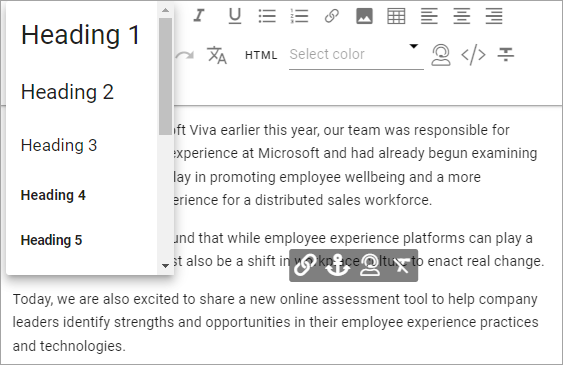 Heading 1
Heading 2
Heading 3
Heading 4
Heading 5
HTML
Select color
oft Viva earlier this year, our team was responsible for
experience at Microsoft and had already begun examining
lay in promoting employee wellbeing and a more
erience for a distributed sales workforce.
und that while employee experience platforms can play a
st also be a shift in workplace culture to enact real change.
Today, we are also excited to share a new online assessment tool to help company
leaders identify strengths and opportunities in their employee experience practices
and technologies.